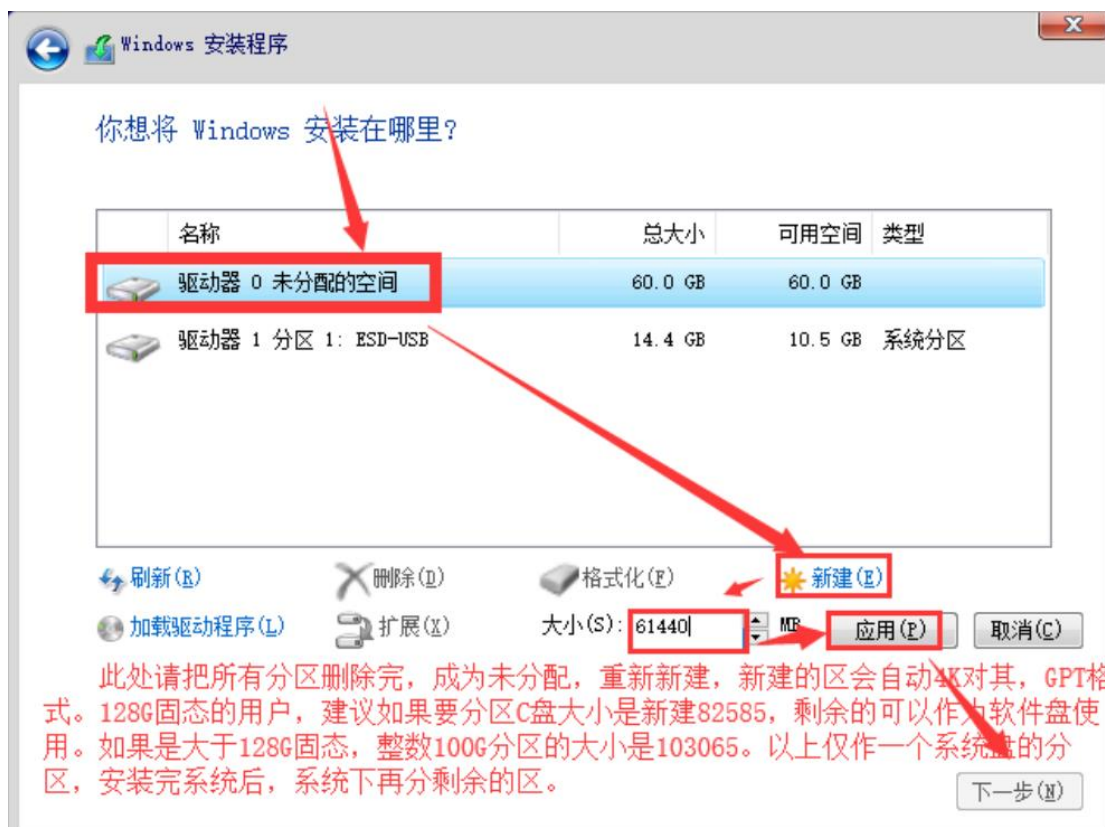 Windows 安装程序
你想将 Windows 安装在哪里?
名称 总大小 可用空间 类型
驱动器 0 未分配的空间 60.0 GB 60.0 GB
驱动器 1 分区 1: ESD-USB 14.4 GB 10.5 GB 系统分区
刷新(R) 删除(D) 格式化(F) 新建(E)
加载驱动程序(L) 扩展(X) 大小(S): 61440 MB 应用(P) 取消(C)
此处请把所有分区删除完，成为未分配，重新新建，新建的区会自动4K对其，GPT格
式。128G固态的用户，建议如果要分区C盘大小是新建82585，剩余的可以作为软件盘使
用。如果是大于128G固态，整数100G分区的大小是103065。以上仅作一个系统盘的分
区，安装完系统后，系统下再分剩余的区。
下一步(N)